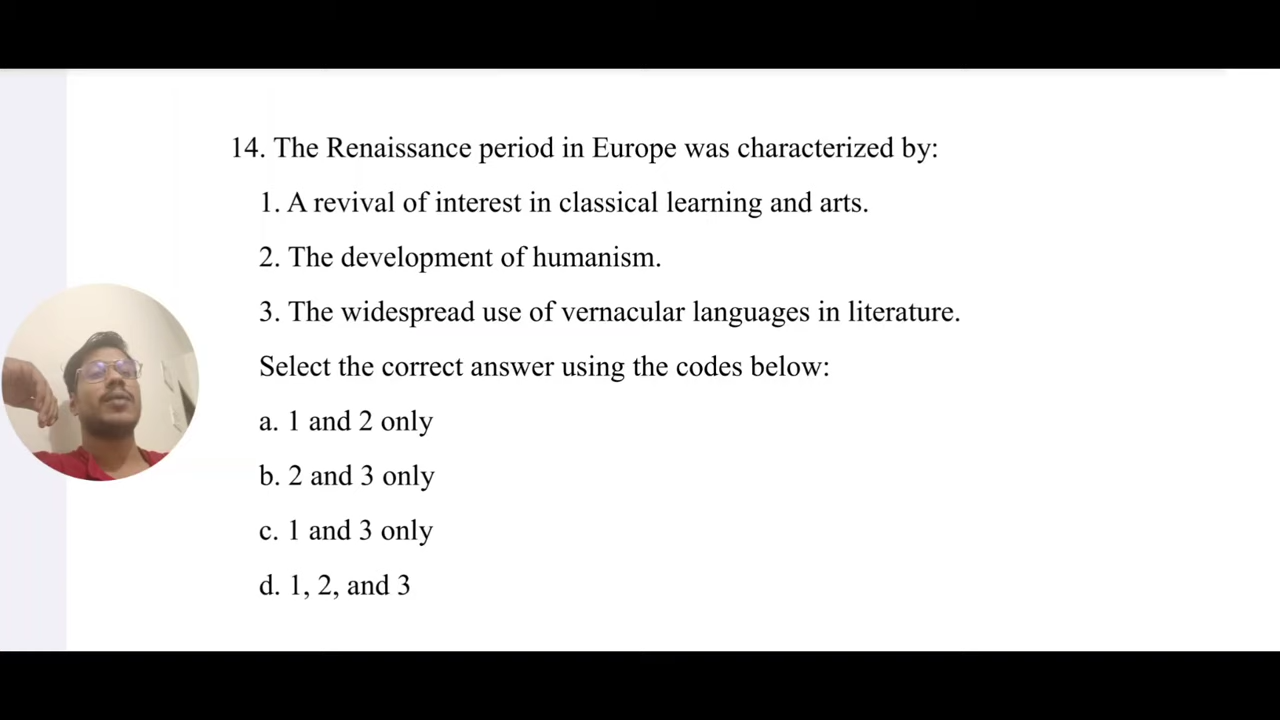 14. The Renaissance period in Europe was characterized by:
1. A revival of interest in classical learning and arts.
2. The development of humanism.
3. The widespread use of vernacular languages in literature.
Select the correct answer using the codes below:
a. 1 and 2 only
b. 2 and 3 only
c. 1 and 3 only
d. 1, 2, and 3